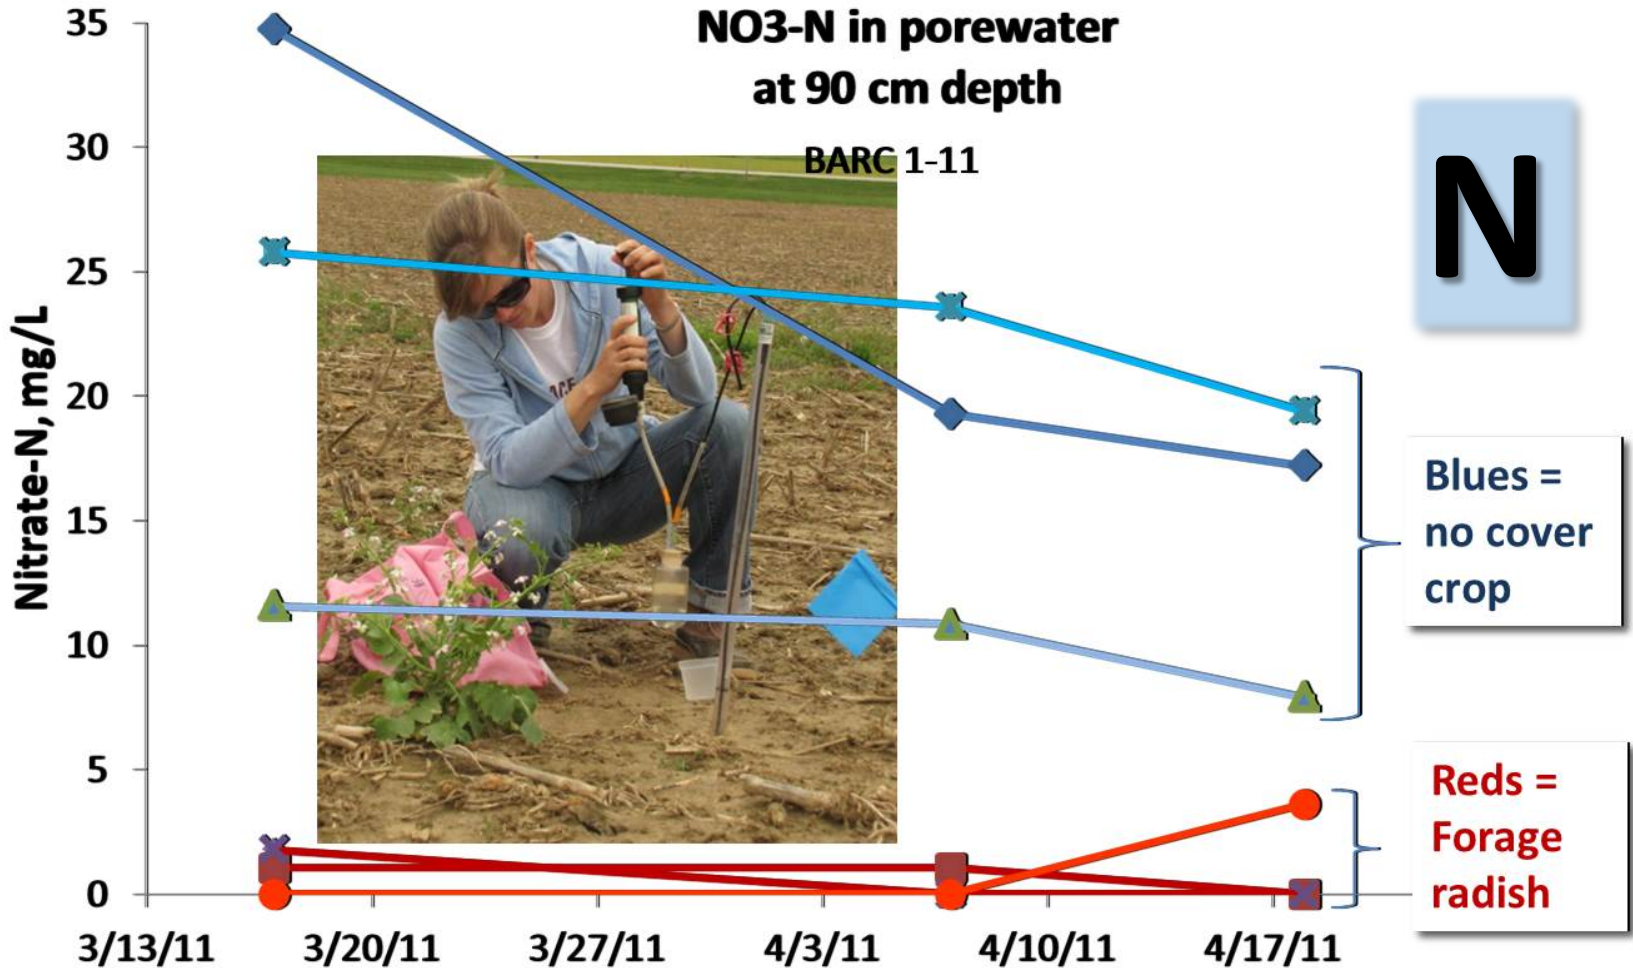 NO3-N in porewater
at 90 cm depth
BARC 1-11
N
Nitrate-N, mg/L
35
30
25
20
15
10
5
0
3/13/11
3/20/11
3/27/11
4/3/11
4/10/11
4/17/11
Blues =
no cover
crop
Reds =
Forage
radish